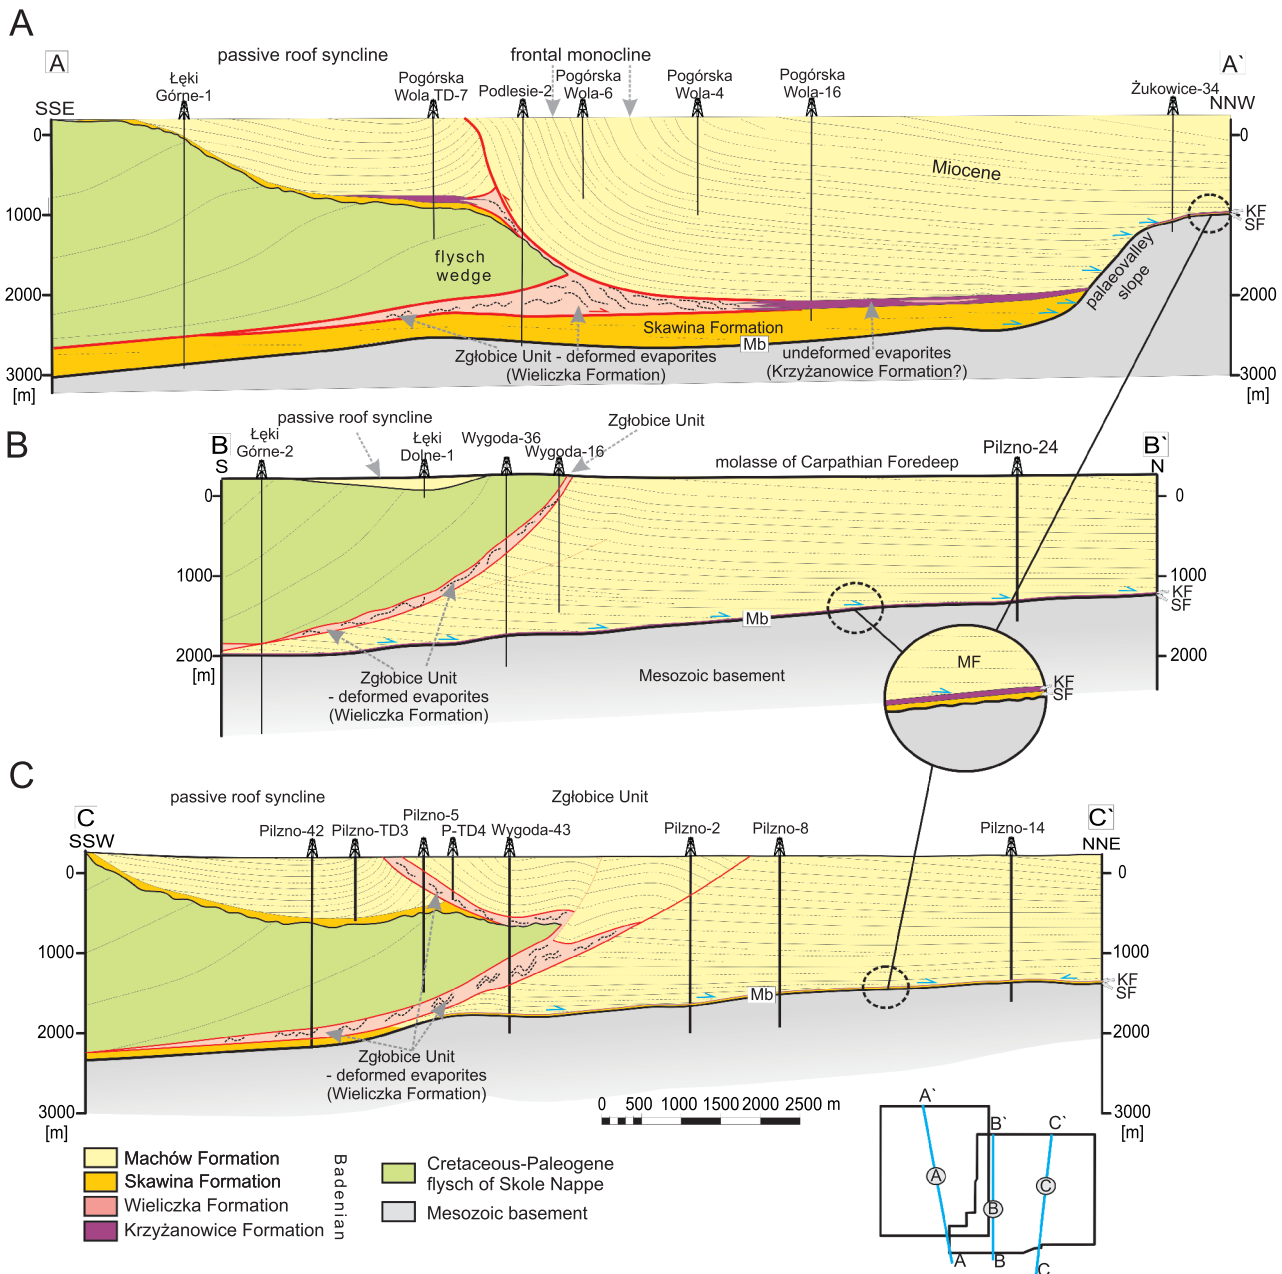 A
passive roof syncline
frontal monocline
A
A`
Łęki
Górne-1
Pogórska
Wola TD-7
Podlesie-2
Pogórska
Wola-6
Pogórska
Wola-4
Pogórska
Wola-16
Żukowice-34
SSE
NNW
0
0
Miocene
1000
KF
SF
flysch
wedge
palaeovalley
slope
2000
2000
Skawina Formation
Mb
Zgłobice Unit - deformed evaporites
(Wieliczka Formation)
undeformed evaporites
(Krzyżanowice Formation?)
3000
3000
[m]
[m]
B
passive roof syncline
Zgłobice Unit
B
B`
S
N
Łęki
Górne-2
Łęki
Dolne-1
Wygoda-36
Wygoda-16
molasse of Carpathian Foredeep
Pilzno-24
0
0
1000
1000
KF
SF
Mb
2000
2000
[m]
Zgłobice Unit
- deformed evaporites
(Wieliczka Formation)
Mesozoic basement
MF
KF
SF
C
passive roof syncline
Zgłobice Unit
C
C`
SSW
NNE
Pilzno-42
Pilzno-TD3
Pilzno-5
P-TD4
Wygoda-43
Pilzno-2
Pilzno-8
Pilzno-14
0
0
1000
1000
KF
SF
Mb
2000
2000
Zgłobice Unit
- deformed evaporites
(Wieliczka Formation)
3000
3000
[m]
[m]
0 500 1000 1500 2000 2500 m
Machów Formation
Skawina Formation
Wieliczka Formation
Krzyżanowice Formation
Badenian
Cretaceous-Paleogene
flysch of Skole Nappe
Mesozoic basement
A`
B`
C`
A
B
C
A
B
C